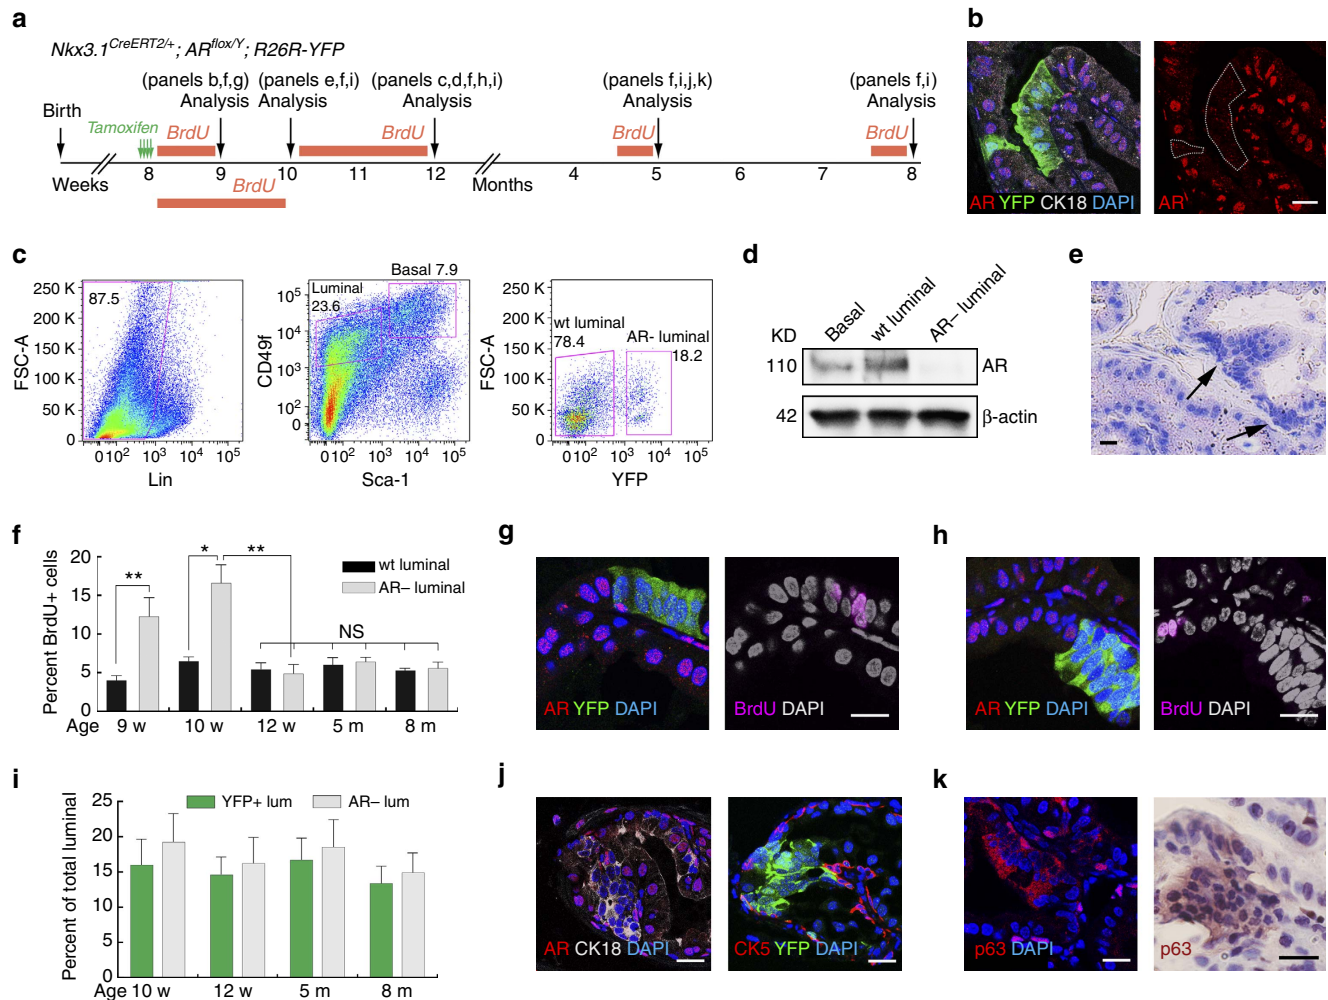 a
Nkx3.1CreERT2/+; ARflox/Y; R26R-YFP
(panels b,f,g) (panels e,f,i) (panels c,d,f,h,i) (panels f,i,j,k) (panels f,i)
Analysis Analysis Analysis Analysis Analysis
Birth
Tamoxifen BrdU BrdU BrdU BrdU
Weeks 8 9 10 11 12 Months 4 5 6 7 8
BrdU
b
AR YFP CK18 DAPI
AR
c
87.5
FSC-A
250 K
200 K
150 K
100 K
50 K
0
0 10² 10³ 10⁴ 10⁵
Lin
Basal 7.9
Luminal
23.6
CD49f
10⁵
10⁴
10³
10²
0
0 10² 10³ 10⁴ 10⁵
Sca-1
wt luminal
78.4
AR- luminal
18.2
FSC-A
250 K
200 K
150 K
100 K
50 K
0
0 10² 10³ 10⁴ 10⁵
YFP
d
Basal
wt luminal
AR– luminal
KD
110 AR
42 β-actin
e
f
Percent BrdU+ cells
20
15
10
5
0
** * **
NS
wt luminal
AR– luminal
Age 9 w 10 w 12 w 5 m 8 m
g
AR YFP DAPI
BrdU DAPI
h
AR YFP DAPI
BrdU DAPI
i
Percent of total luminal
25
20
15
10
5
0
YFP+ lum AR– lum
Age 10 w 12 w 5 m 8 m
j
AR CK18 DAPI
CK5 YFP DAPI
k
p63 DAPI
p63